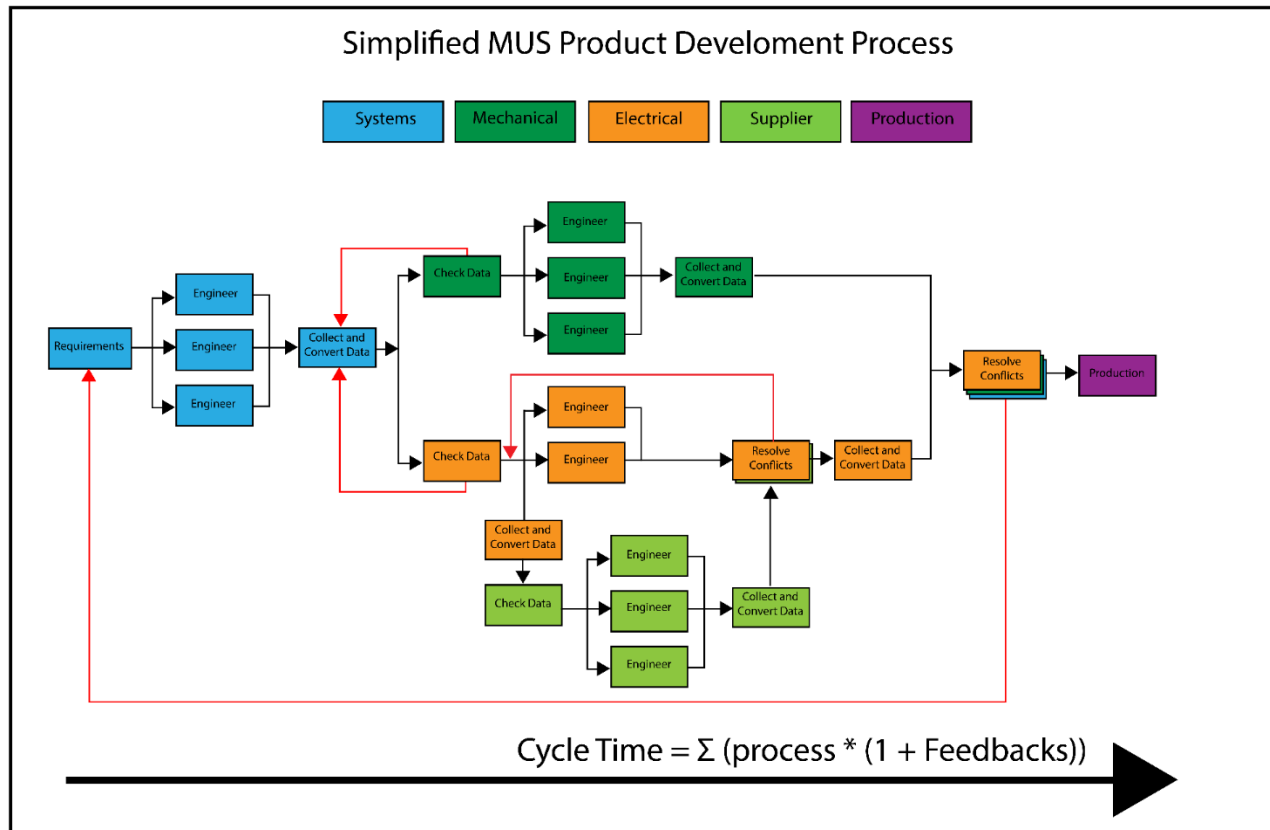 Simplified MUS Product Develoment Process
Systems
Mechanical
Electrical
Supplier
Production
Engineer
Engineer
Engineer
Check Data
Collect and
Convert Data
Engineer
Engineer
Engineer
Requirements
Collect and
Convert Data
Resolve
Conflicts
Production
Engineer
Engineer
Check Data
Resolve
Conflicts
Collect and
Convert Data
Collect and
Convert Data
Check Data
Engineer
Engineer
Engineer
Collect and
Convert Data
Cycle Time = Σ (process * (1 + Feedbacks))